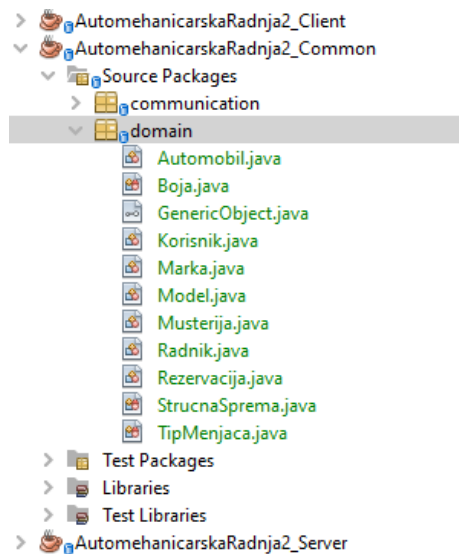 AutomehanicarskaRadnja2_Client
AutomehanicarskaRadnja2_Common
Source Packages
communication
domain
Automobil.java
Boja.java
GenericObject.java
Korisnik.java
Marka.java
Model.java
Musterija.java
Radnik.java
Rezervacija.java
StrucnaSprema.java
TipMenjaca.java
Test Packages
Libraries
Test Libraries
AutomehanicarskaRadnja2_Server